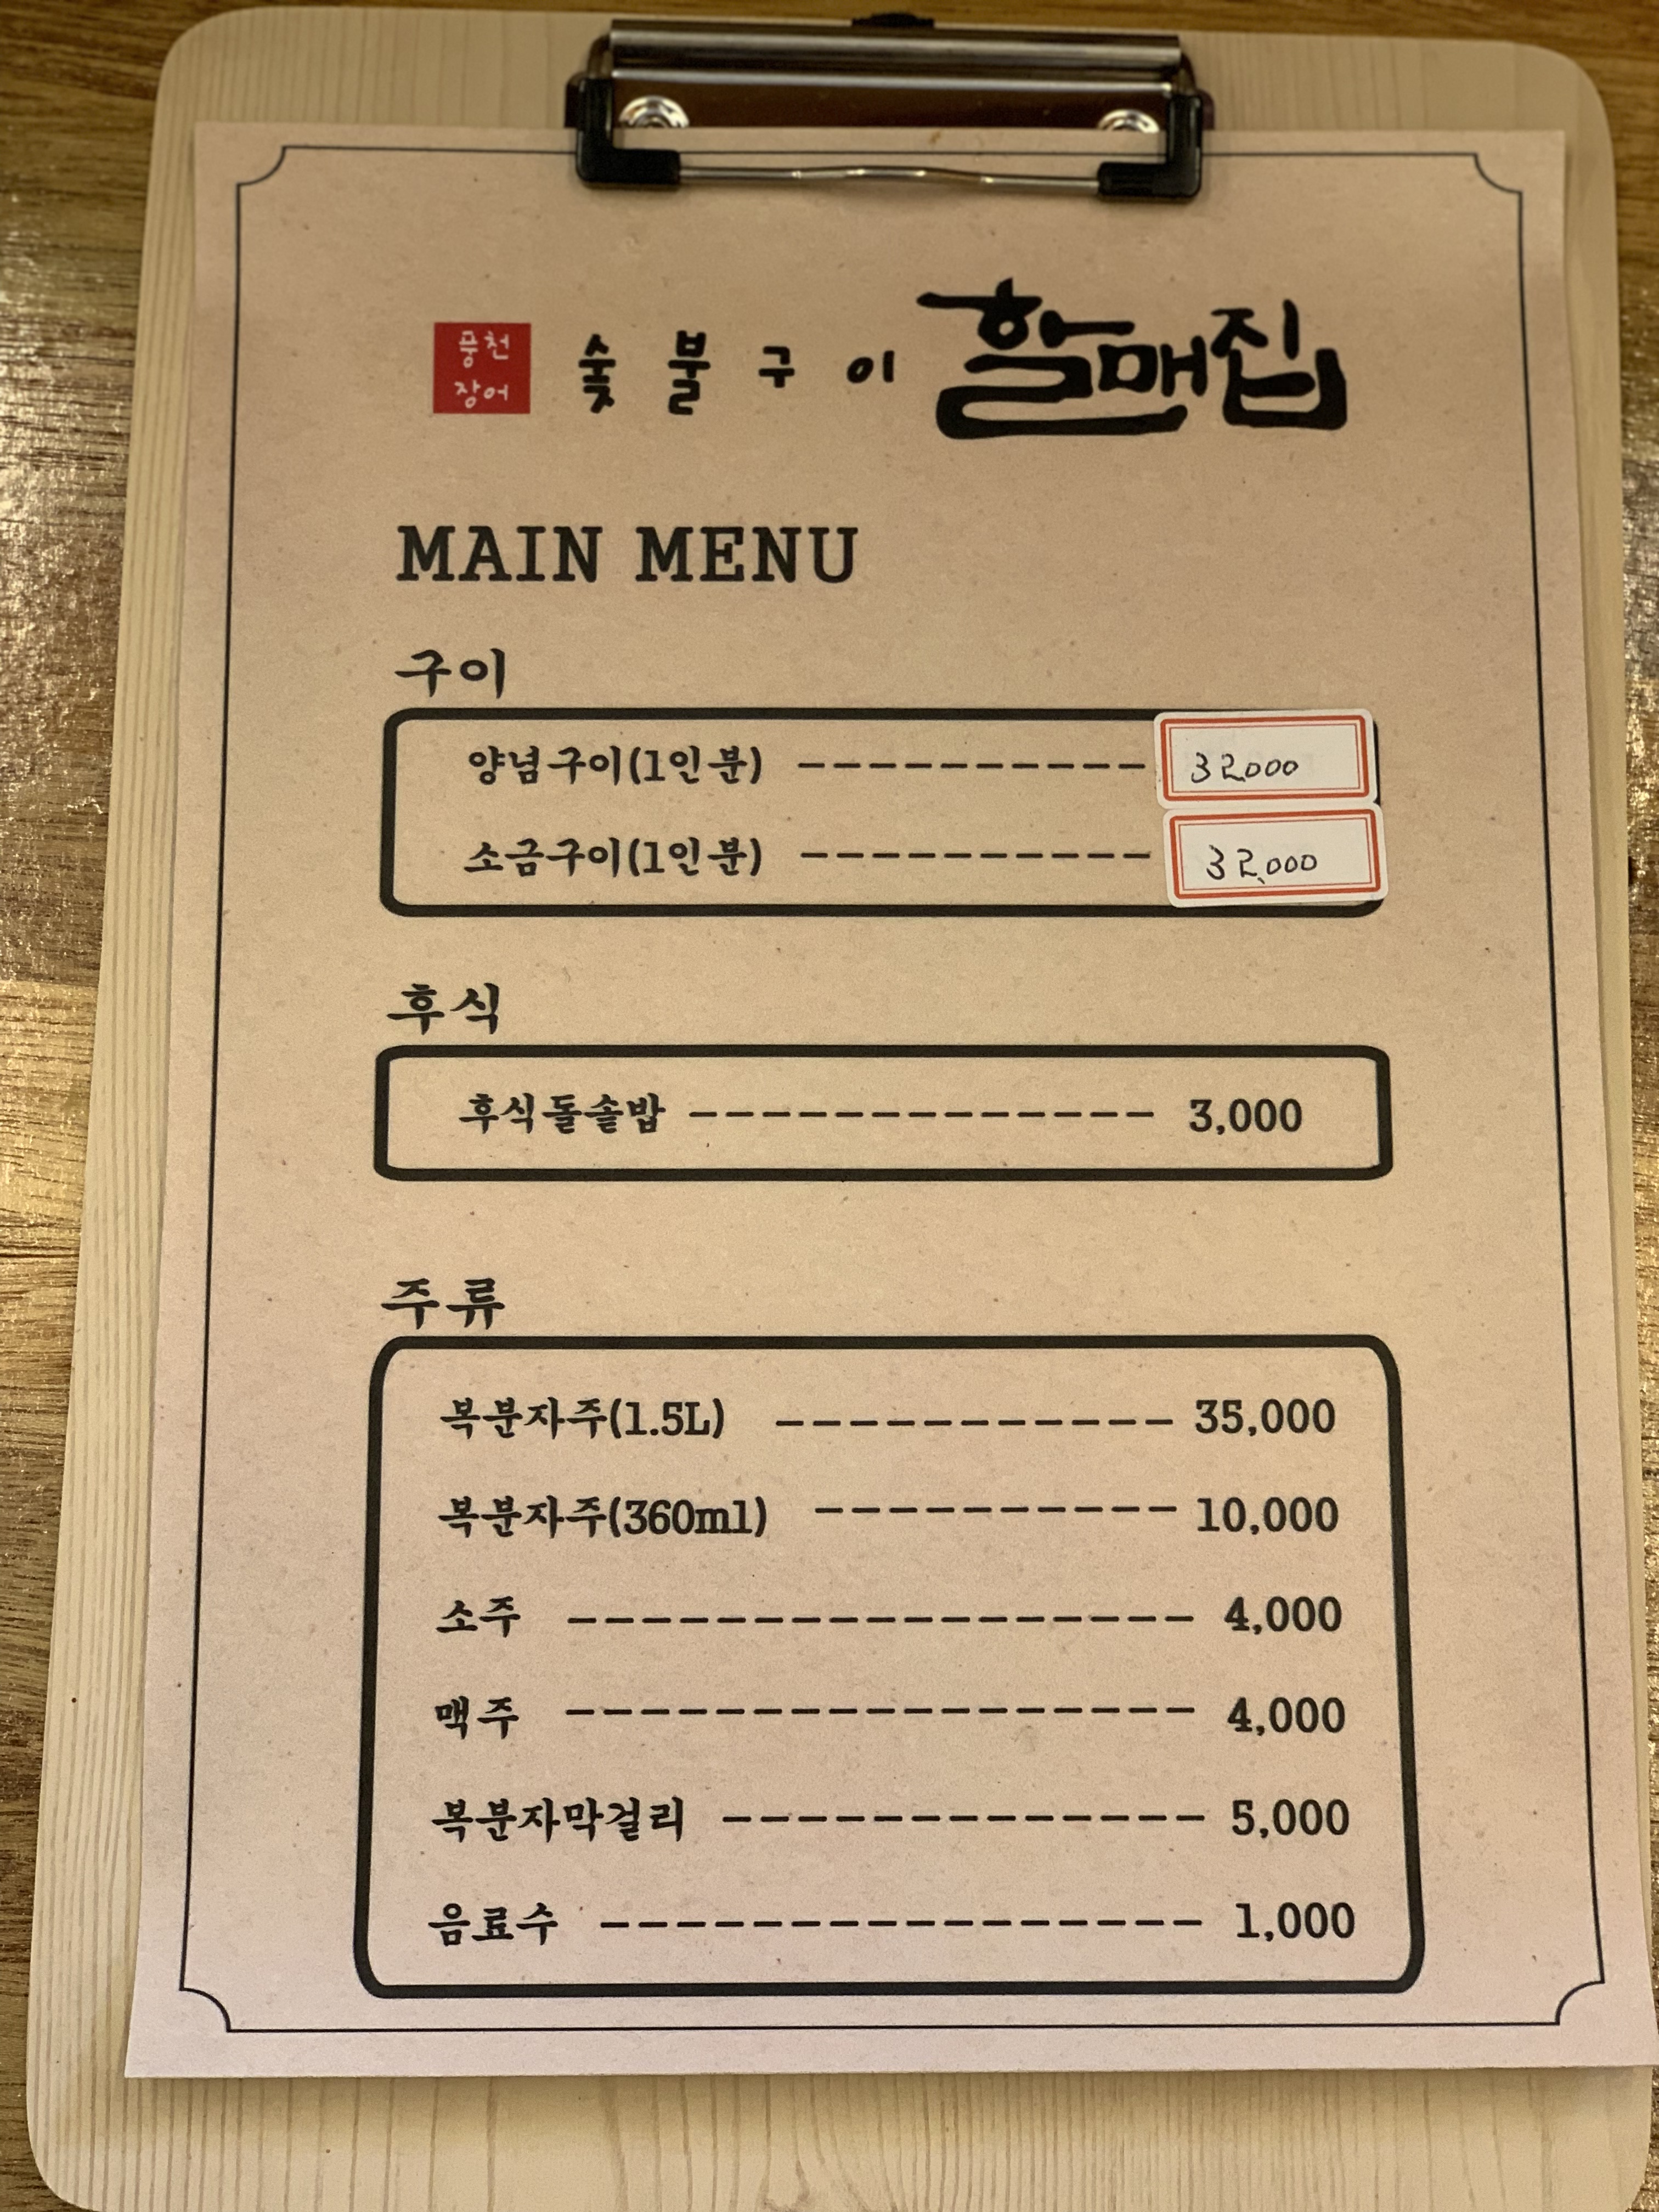 풍천
장어
숯불구이 할매집
MAIN MENU
구이
양념구이(1인분) ---------- 32,000
소금구이(1인분) ---------- 32,000
후식
후식돌솥밥 ------------- 3,000
주류
복분자주(1.5L) ----------- 35,000
복분자주(360ml) ---------- 10,000
소주 ----------------- 4,000
맥주 ----------------- 4,000
복분자막걸리 ------------- 5,000
음료수 ---------------- 1,000